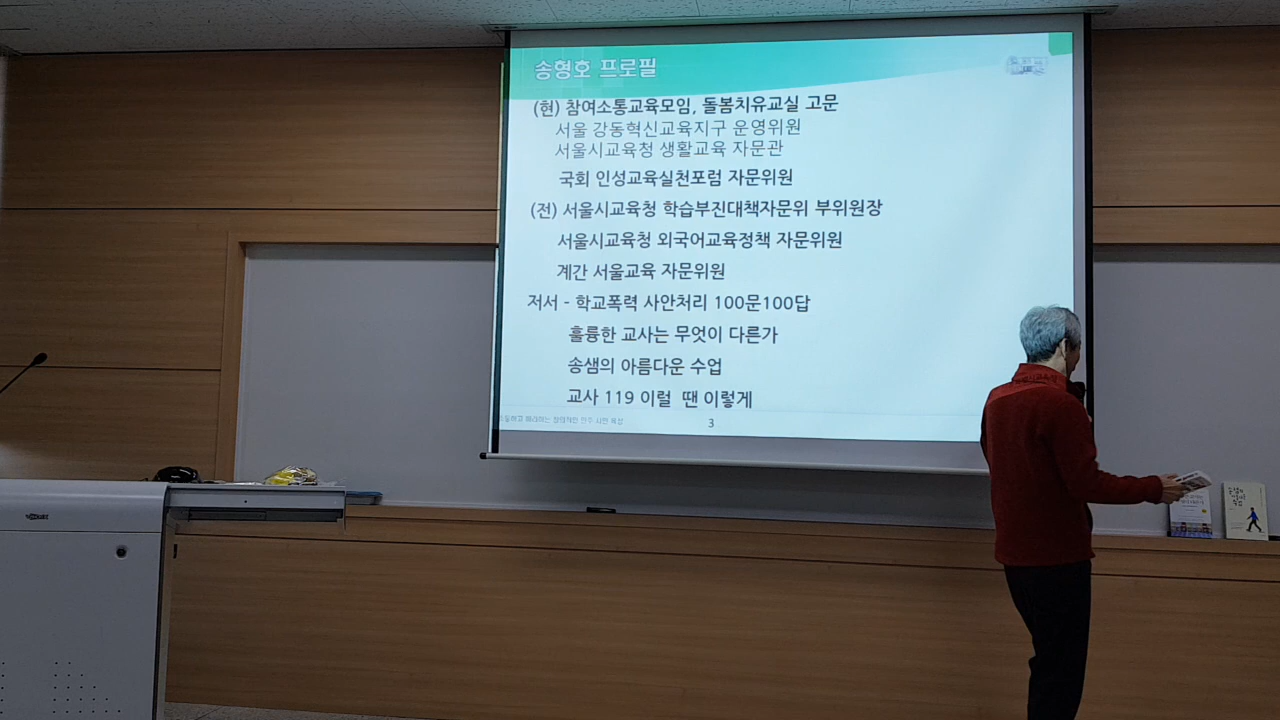 송형호 프로필
(현) 참여소통교육모임, 돌봄치유교실 고문
서울 강동혁신교육지구 운영위원
서울시교육청 생활교육 자문관
국회 인성교육실천포럼 자문위원
(전) 서울시교육청 학습부진대책자문위 부위원장
서울시교육청 외국어교육정책 자문위원
계간 서울교육 자문위원
저서 - 학교폭력 사안처리 100문100답
훌륭한 교사는 무엇이 다른가
송샘의 아름다운 수업
교사 119 이럴 땐 이렇게
3